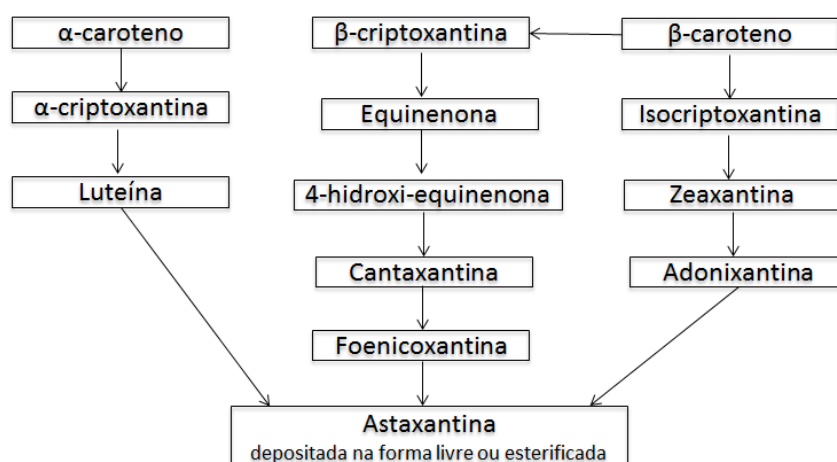 α-caroteno
β-criptoxantina
β-caroteno
α-criptoxantina
Equinenona
Isocriptoxantina
Luteína
4-hidroxi-equinenona
Zeaxantina
Cantaxantina
Adonixantina
Foenicoxantina
Astaxantina
depositada na forma livre ou esterificada